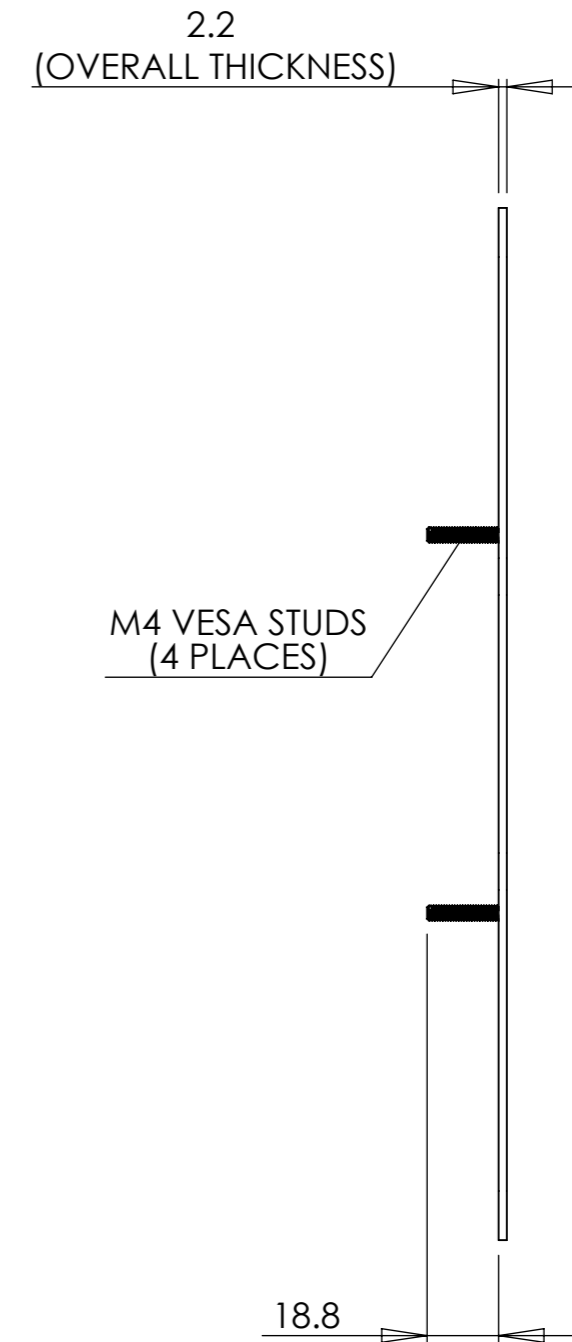 2.2
(OVERALL THICKNESS)
M4 VESA STUDS
(4 PLACES)
18.8